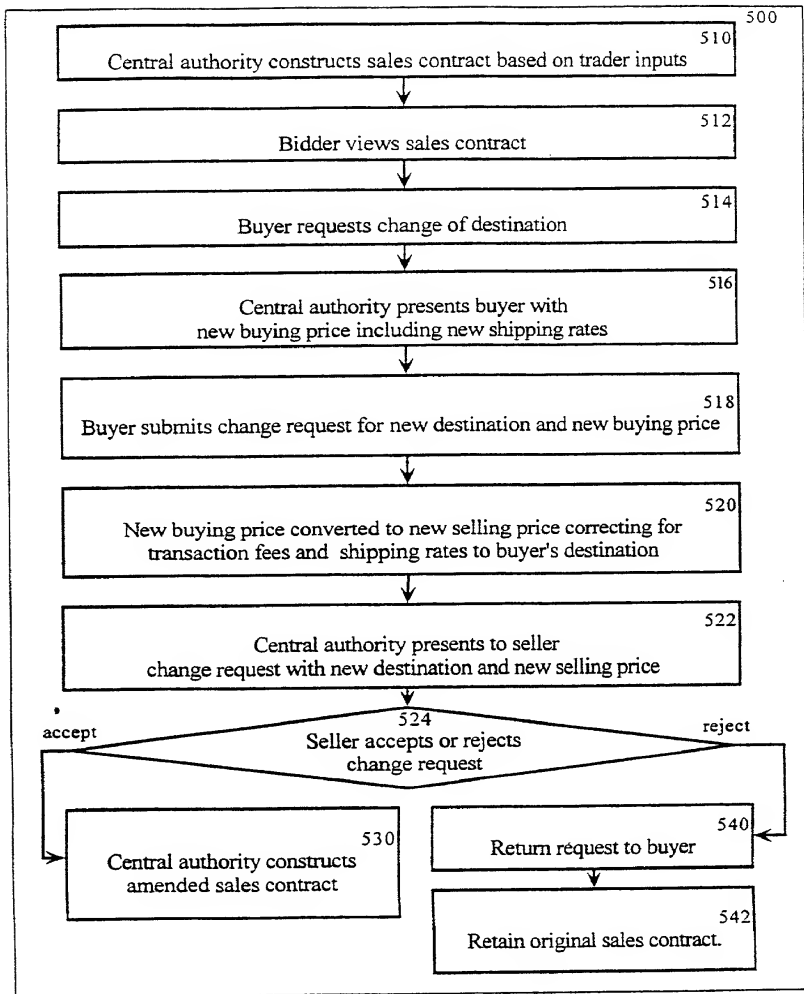 500
510
Central authority constructs sales contract based on trader inputs
512
Bidder views sales contract
514
Buyer requests change of destination
516
Central authority presents buyer with
new buying price including new shipping rates
518
Buyer submits change request for new destination and new buying price
520
New buying price converted to new selling price correcting for
transaction fees and shipping rates to buyer's destination
522
Central authority presents to seller
change request with new destination and new selling price
524
accept
Seller accepts or rejects
change request
reject
530
Central authority constructs
amended sales contract
540
Return request to buyer
542
Retain original sales contract.